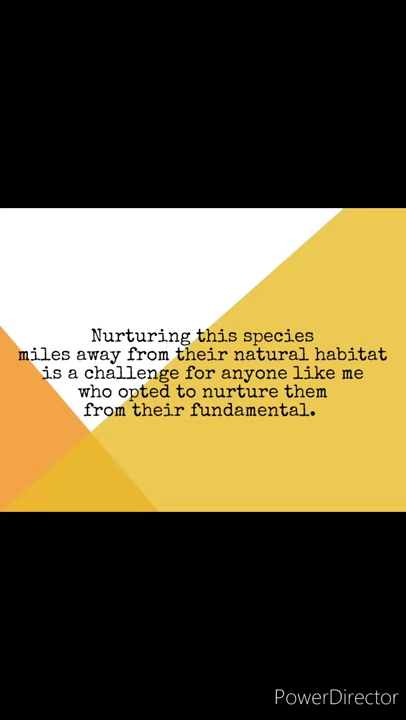 Nurturing this species
miles away from their natural habitat
is a challenge for anyone like me
who opted to nurture them
from their fundamental.
PowerDirector